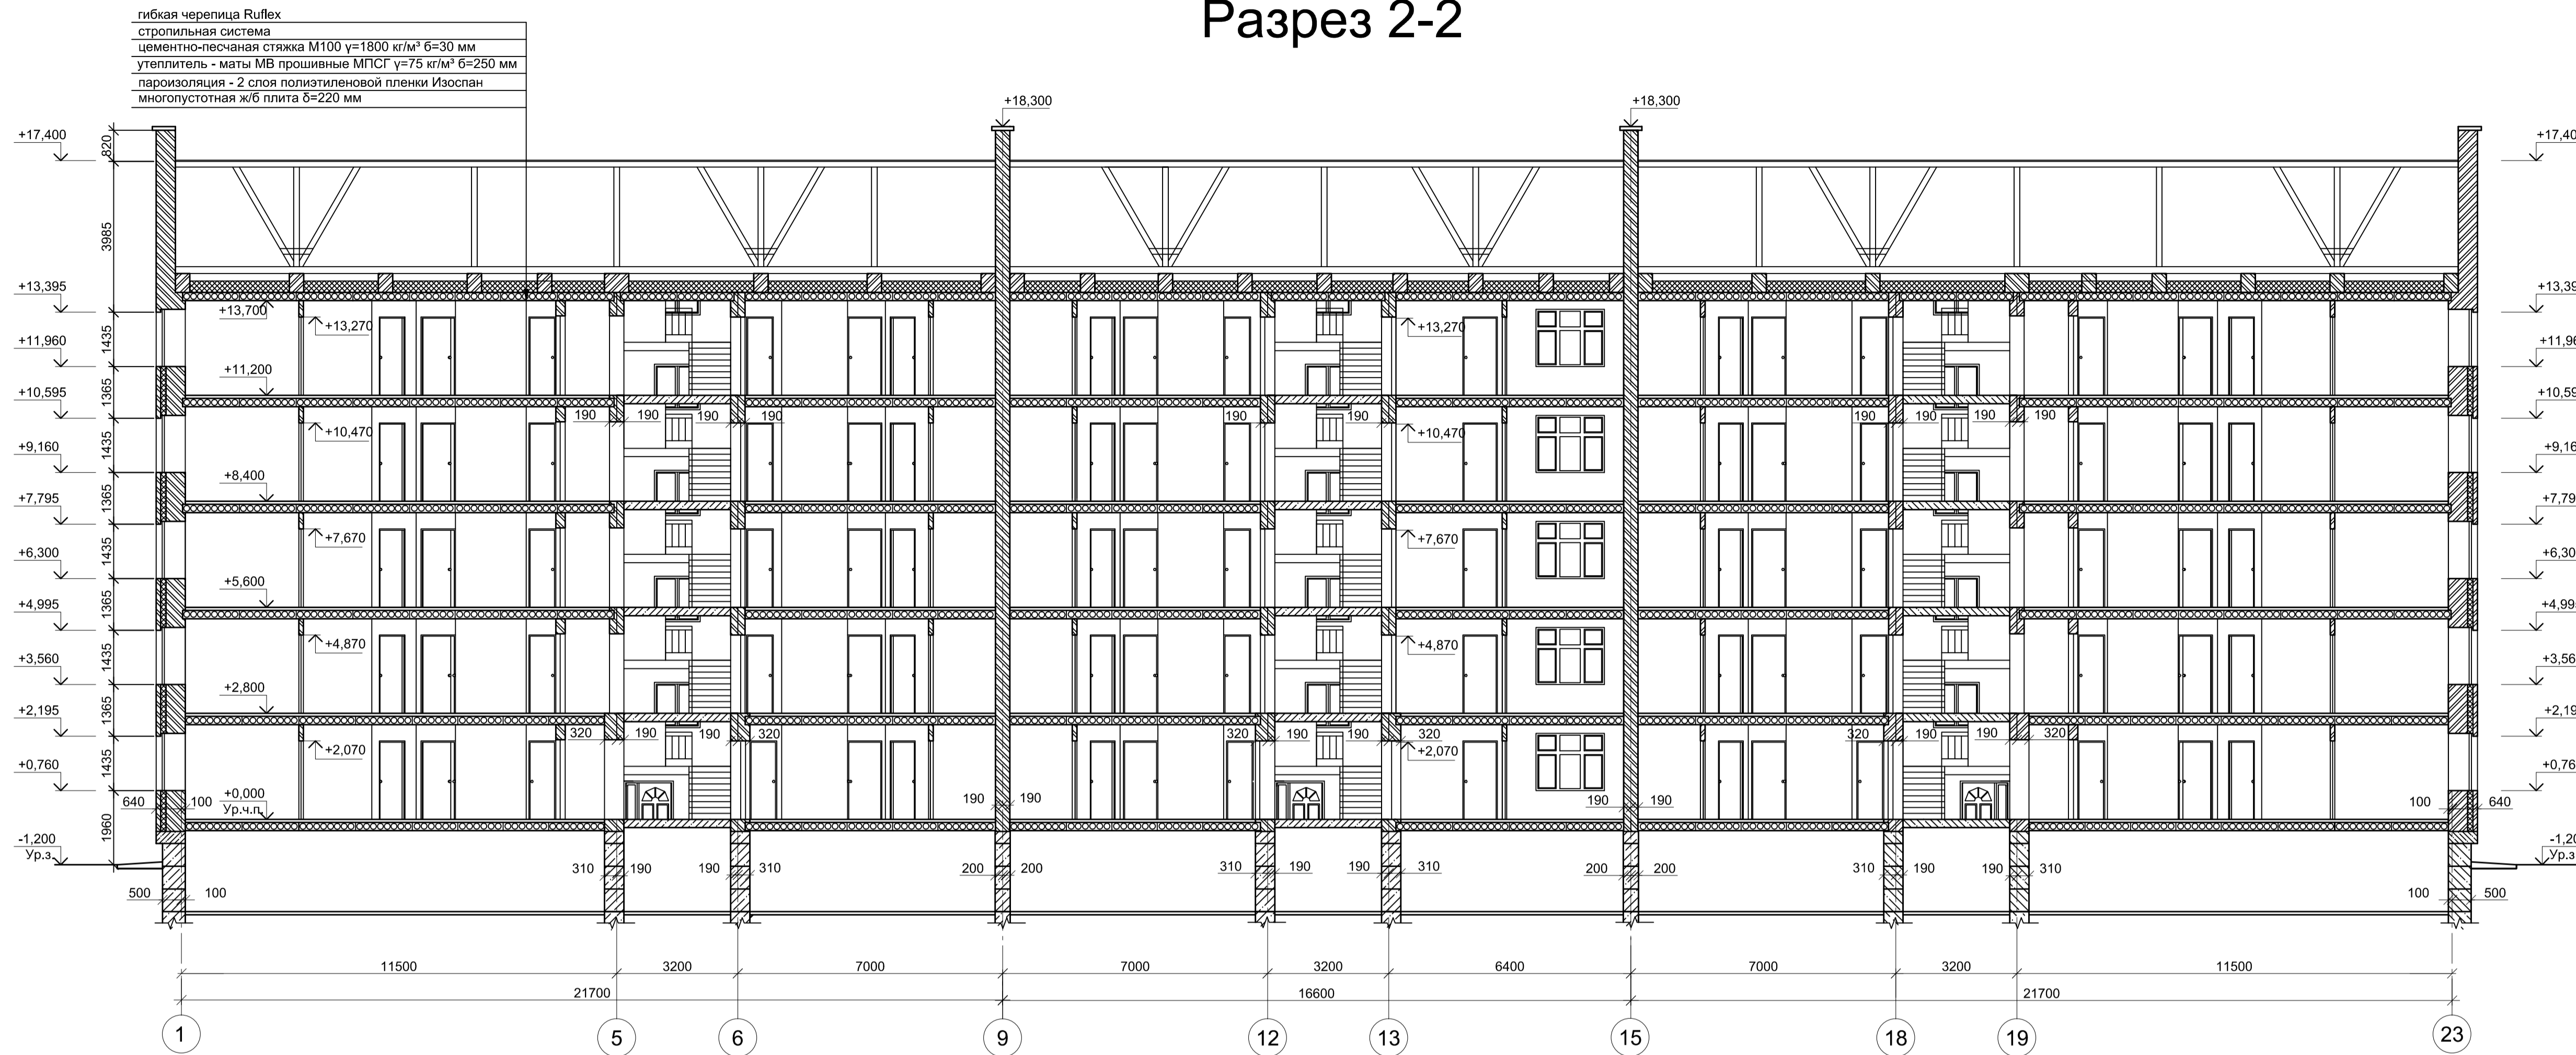 Разрез 2-2
гибкая черепица Ruflex
стропильная система
цементно-песчаная стяжка М100 γ=1800 кг/м³ б=30 мм
утеплитель - маты МВ прошивные МПСГ γ=75 кг/м³ б=250 мм
пароизоляция - 2 слоя полиэтиленовой пленки Изоспан
многопустотная ж/б плита δ=220 мм
+18,300 +18,300
+17,400 820 +17,40
3985
+13,395 +13,39
+13,700 +13,270 +13,270
1435
+11,960 +11,96
+11,200
1365
+10,595 190 190 190 190 190 190 190 190 190 190 +10,59
+10,470 +10,470
1435
+9,160 +9,16
+8,400
1365
+7,795 +7,79
+7,670 +7,670
1435
+6,300 +6,30
+5,600
1365
+4,995 +4,99
+4,870 +4,870
1435
+3,560 +3,56
+2,800
1365
+2,195 320 190 190 320 320 190 190 320 320 190 190 320 +2,19
+2,070 +2,070
1435
+0,760 +0,76
+0,000
Ур.ч.п.
640 100 190 190 190 190 100 640
1960
-1,200 -1,20
Ур.з. Ур.з
310 190 190 310 200 200 310 190 190 310 200 200 310 190 190 310
500 100 100 500
11500 3200 7000 7000 3200 6400 7000 3200 11500
21700 16600 21700
1 5 6 9 12 13 15 18 19 23